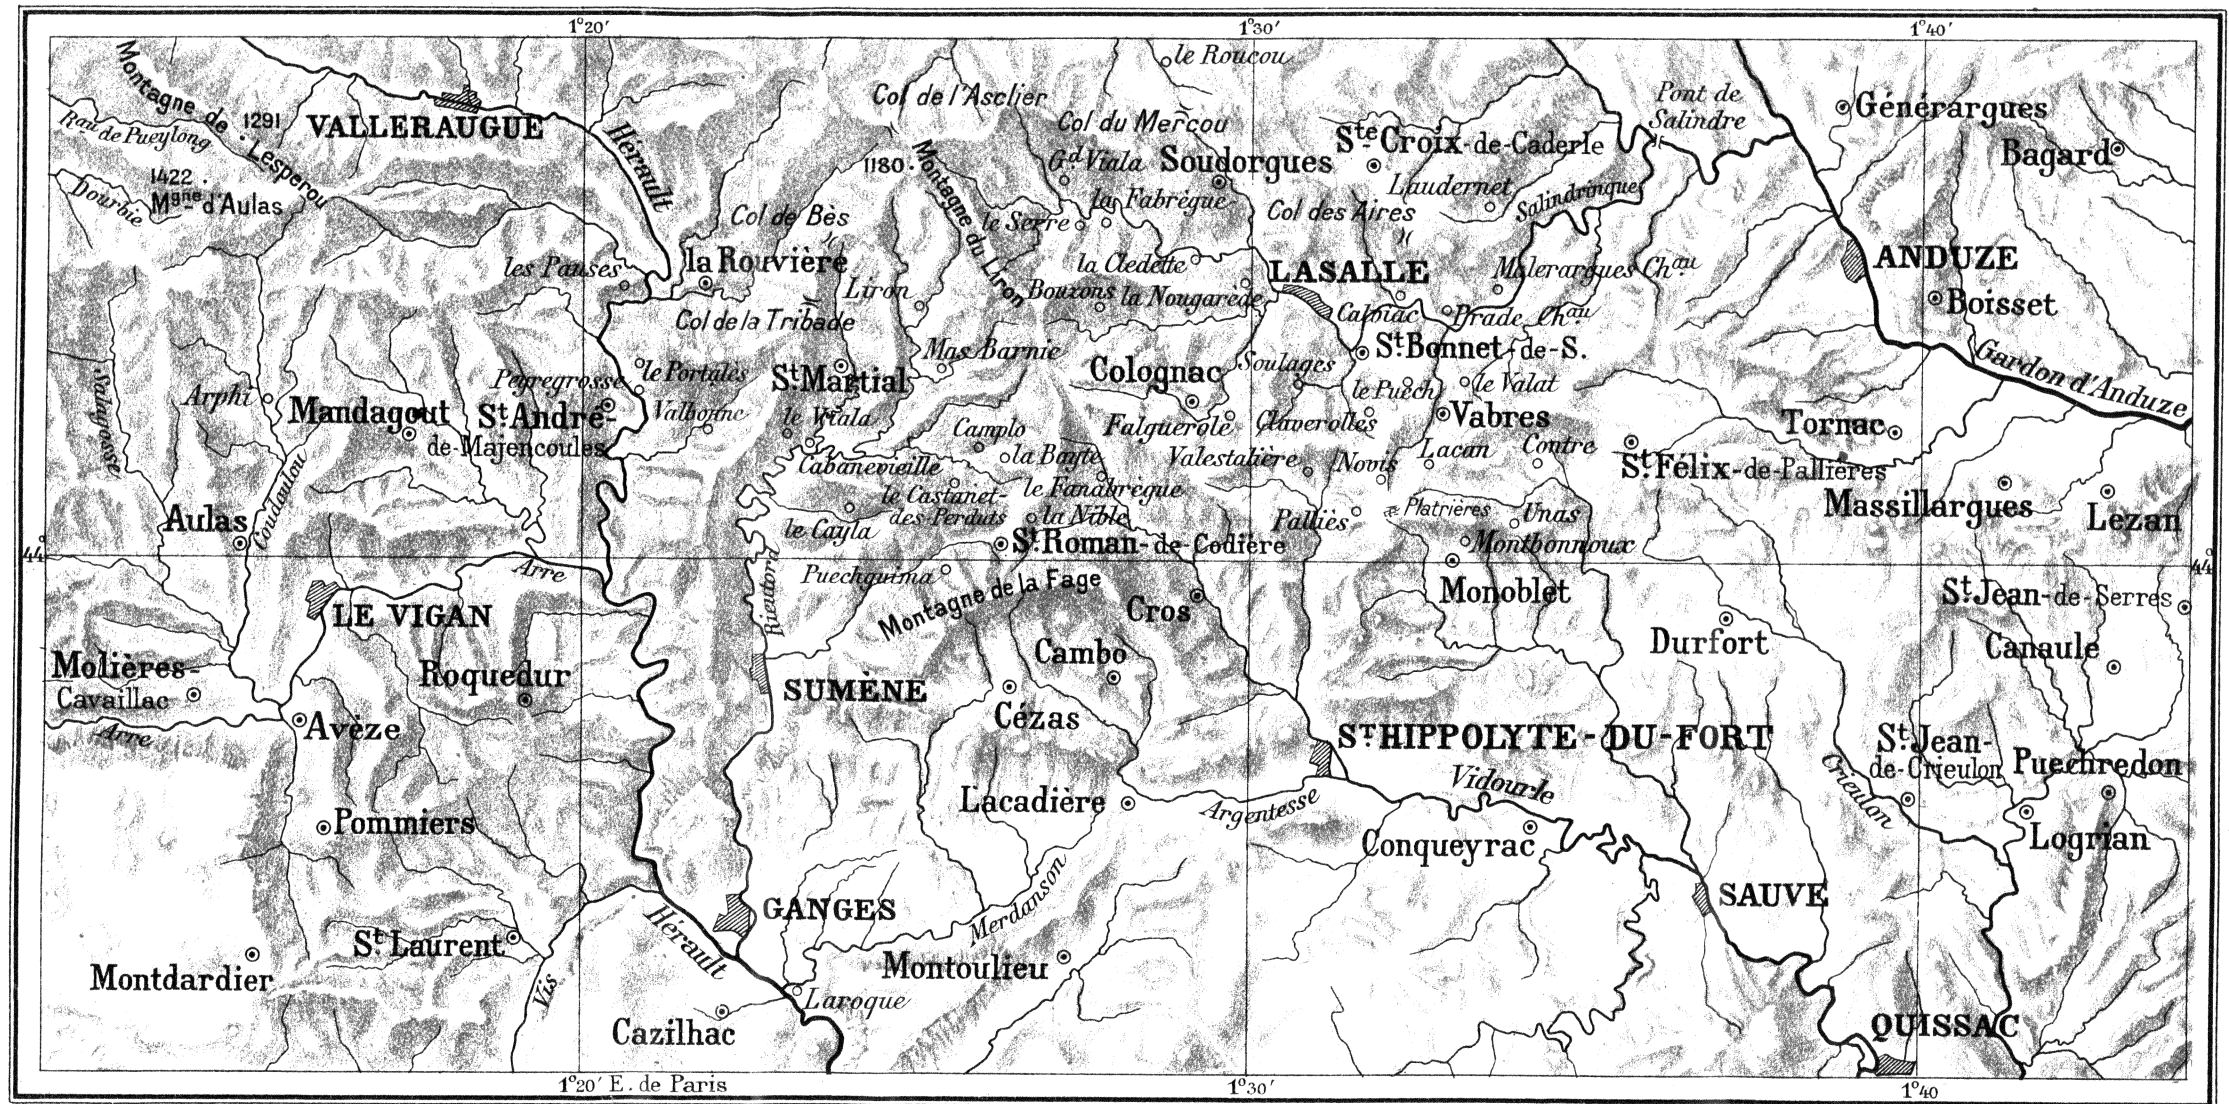 1°20'
1°30'
1°40'
Montagne de Lesperou
le Roucou
Col de l'Asclier
Pont de
Salindre
Générargues
1291
VALLERAUGUE
Rau de Pueylong
Hérault
Col du Mercou
Ste Croix-de-Caderle
Bagard
1180
Gd Viala
Soudorgues
1422
Mgne d'Aulas
Dourbie
Montagne du Liron
la Fabrègue
Laudernet
Salindrinque
Col de Bès
le Serre
Col des Aires
les Pauses
la Rouvière
la Cledette
LASALLE
Malerargues Chau
ANDUZE
Liron
Bouzons
la Nougarède
Boisset
Col de la Tribade
Calviac
Prade Chau
Mas Barnie
St Bonnet-de-S.
Gardon d'Anduze
Salagosse
Arphi
Peyregrosse
le Portalès
St Martial
Colognac
Soulages
le Puech
le Valat
Mandagout
St André-
de-Majencoules
Valbonne
le Viala
Camplo
Falguerole
Claverolles
Vabres
Tornac
Cabanevieille
la Bayte
Valestalière
Novis
Lacan
Contre
St Félix-de-Pallières
Coudoulou
le Castanet-
des-Perduts
le Fanabrègue
Massillargues
Aulas
le Cayla
la Nible
Palliès
Platrières
Unas
Lezan
44°
St Roman-de-Codière
Montbonnoux
44°
Arre
Rieutord
Puechguima
Montagne de la Fage
LE VIGAN
Cros
Monoblet
St Jean-de-Serres
Durfort
Canaule
Molières-
Cavaillac
Roquedur
Cambo
SUMÈNE
Cézas
Arre
Avèze
St HIPPOLYTE-DU-FORT
St Jean-
de-Crieulon
Puechredon
Crieulon
Lacadière
Argentesse
Vidourle
Pommiers
Conqueyrac
Logrian
SAUVE
GANGES
Merdanson
Hérault
St Laurent
Montoulieu
Montdardier
Vis
Laroque
Cazilhac
QUISSAC
1°20' E. de Paris
1°30'
1°40